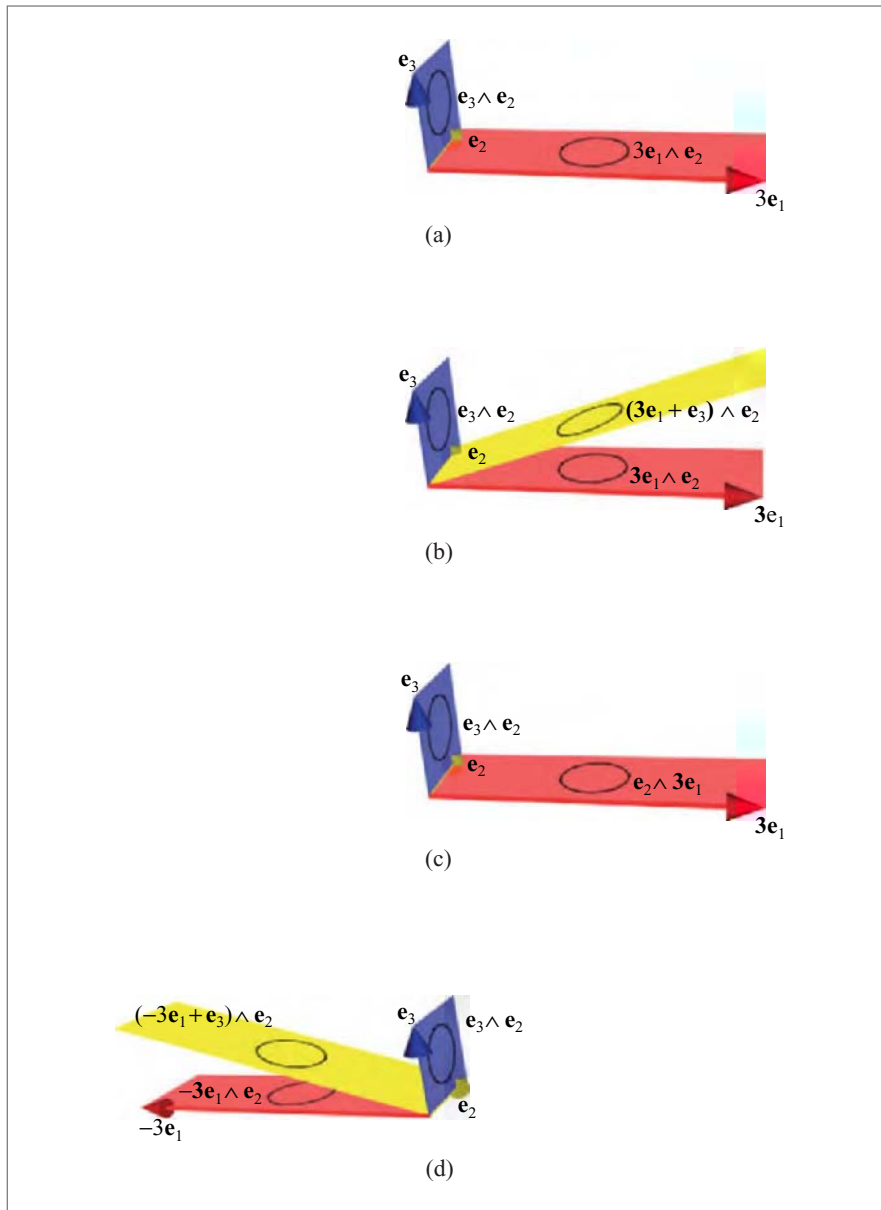 e₃
e₃ ∧ e₂
e₂
3e₁ ∧ e₂
3e₁
(a)
e₃
e₃ ∧ e₂
(3e₁ + e₃) ∧ e₂
e₂
3e₁ ∧ e₂
3e₁
(b)
e₃
e₃ ∧ e₂
e₂
e₂ ∧ 3e₁
3e₁
(c)
(−3e₁ + e₃) ∧ e₂
e₃
e₃ ∧ e₂
−3e₁ ∧ e₂
e₂
−3e₁
(d)